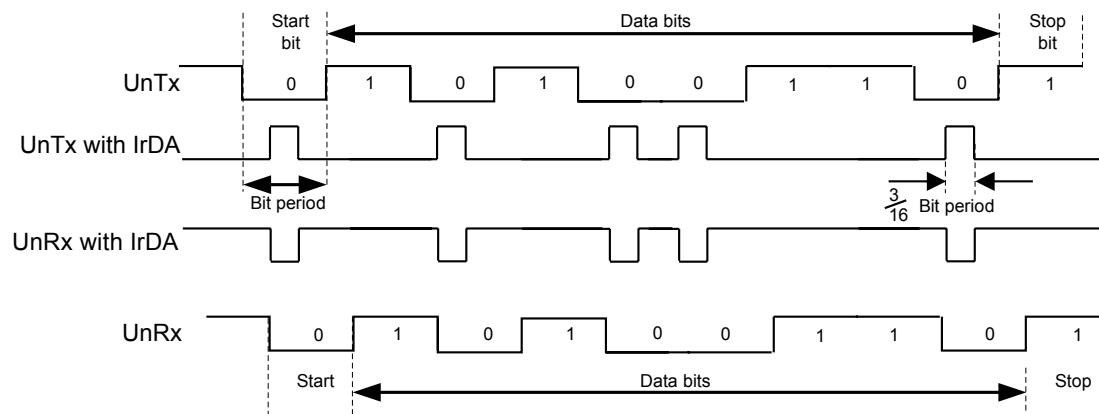 Start
bit
Data bits
Stop
bit
UnTx
0 1 0 1 0 0 1 1 0 1
UnTx with IrDA
Bit period
3/16 Bit period
UnRx with IrDA
UnRx
0 1 0 1 0 0 1 1 0 1
Start
Data bits
Stop